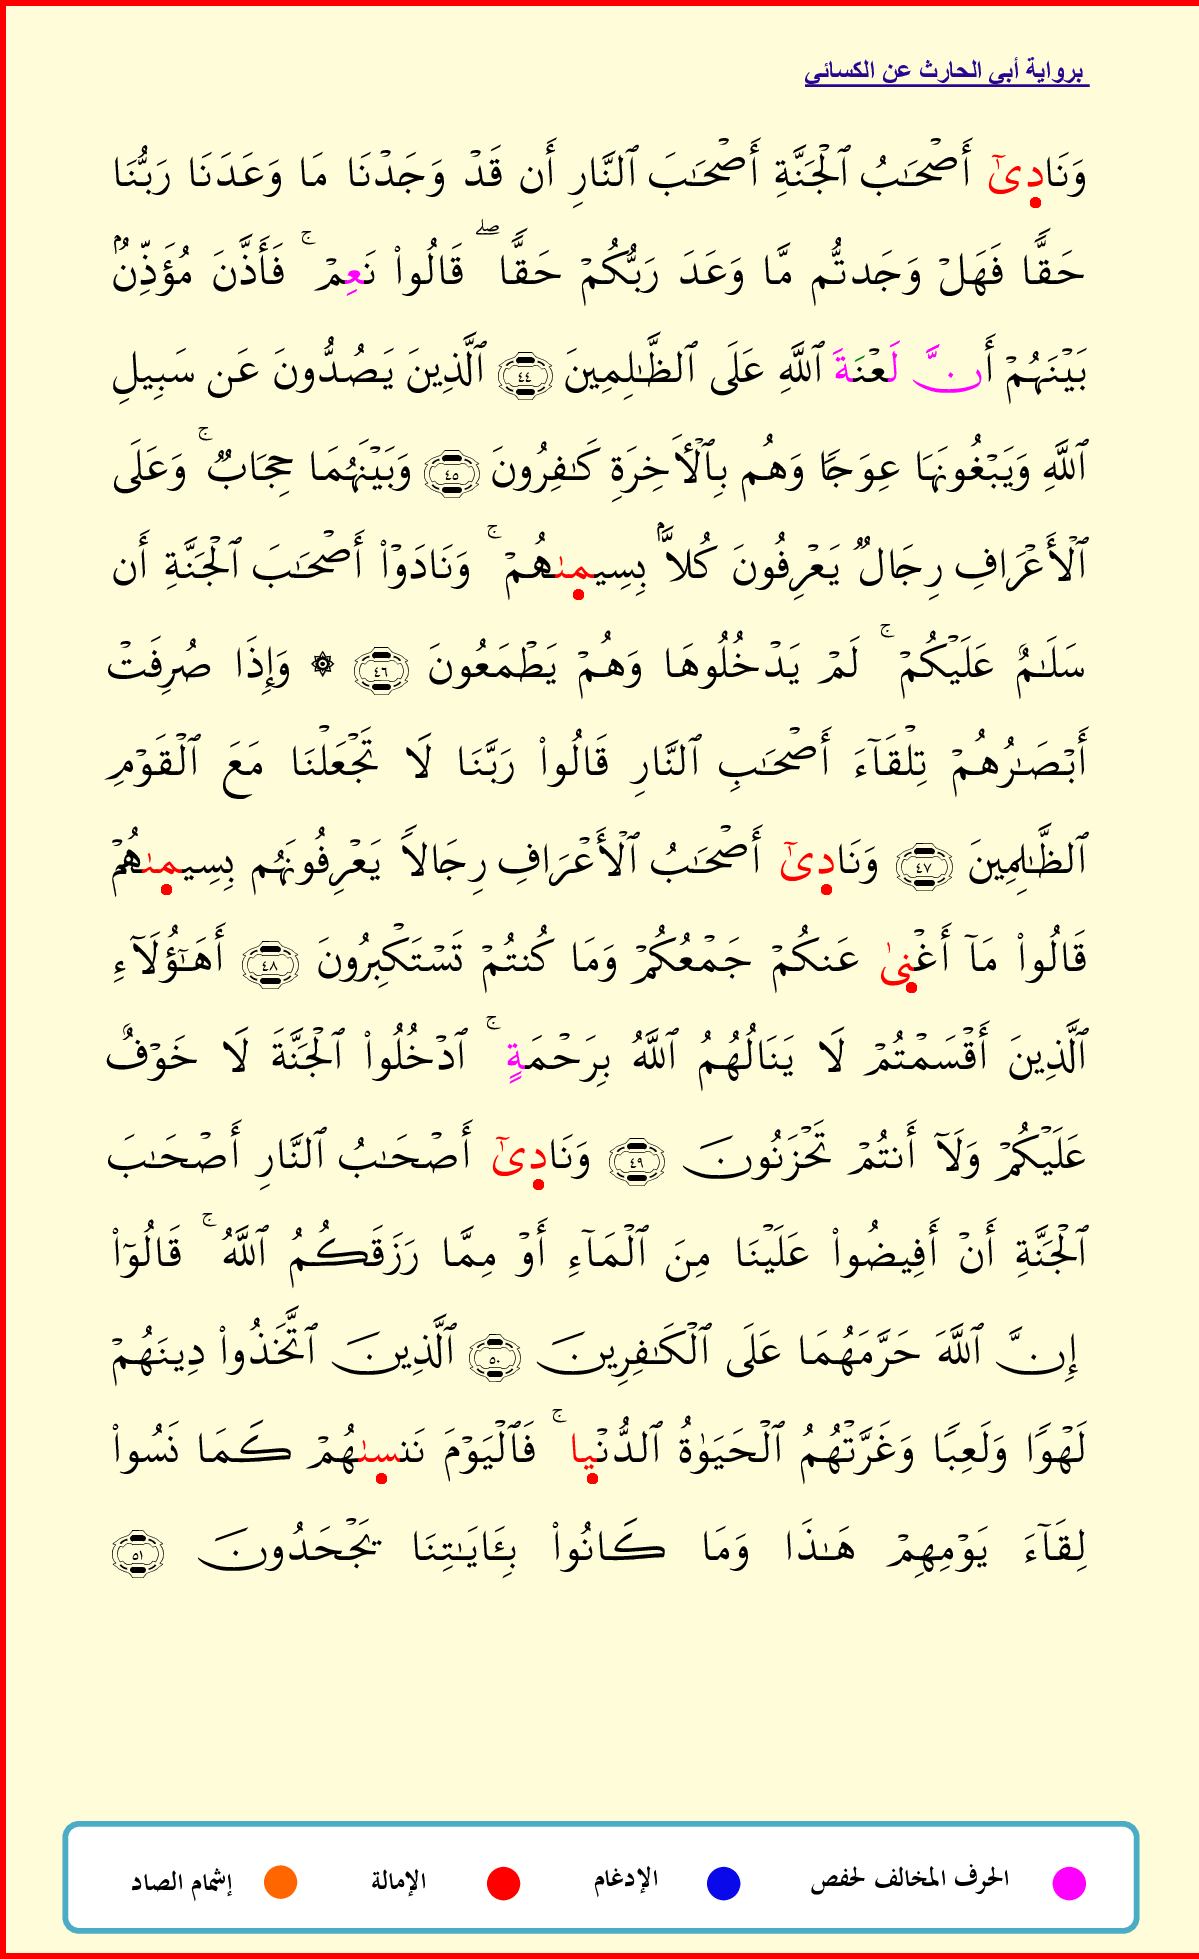 برواية أبي الحارث عن الكسائي
وَنَادِىٰٓ أَصْحَـٰبُ ٱلْجَنَّةِ أَصْحَـٰبَ ٱلنَّارِ أَن قَدْ وَجَدْنَا مَا وَعَدَنَا رَبُّنَا
حَقًّا فَهَلْ وَجَدتُّم مَّا وَعَدَ رَبُّكُمْ حَقًّا ۖ قَالُوا۟ نَعِمْ ۚ فَأَذَّنَ مُؤَذِّنٌۢ
بَيْنَهُمْ أَنَّ لَعْنَةَ ٱللَّهِ عَلَى ٱلظَّـٰلِمِينَ ٤٤ ٱلَّذِينَ يَصُدُّونَ عَن سَبِيلِ
ٱللَّهِ وَيَبْغُونَهَا عِوَجًا وَهُم بِٱلْأَخِرَةِ كَـٰفِرُونَ ٤٥ وَبَيْنَهُمَا حِجَابٌ ۚ وَعَلَى
ٱلْأَعْرَافِ رِجَالٌ يَعْرِفُونَ كُلًّاۢ بِسِيمِىٰهُمْ ۚ وَنَادَوْا۟ أَصْحَـٰبَ ٱلْجَنَّةِ أَن
سَلَـٰمٌ عَلَيْكُمْ ۚ لَمْ يَدْخُلُوهَا وَهُمْ يَطْمَعُونَ ٤٦ ۞ وَإِذَا صُرِفَتْ
أَبْصَـٰرُهُمْ تِلْقَآءَ أَصْحَـٰبِ ٱلنَّارِ قَالُوا۟ رَبَّنَا لَا تَجْعَلْنَا مَعَ ٱلْقَوْمِ
ٱلظَّـٰلِمِينَ ٤٧ وَنَادِىٰٓ أَصْحَـٰبُ ٱلْأَعْرَافِ رِجَالًا يَعْرِفُونَهُم بِسِيمِىٰهُمْ
قَالُوا۟ مَآ أَغْنِىٰ عَنكُمْ جَمْعُكُمْ وَمَا كُنتُمْ تَسْتَكْبِرُونَ ٤٨ أَهَـٰٓؤُلَآءِ
ٱلَّذِينَ أَقْسَمْتُمْ لَا يَنَالُهُمُ ٱللَّهُ بِرَحْمَةٍ ۚ ٱدْخُلُوا۟ ٱلْجَنَّةَ لَا خَوْفٌ
عَلَيْكُمْ وَلَآ أَنتُمْ تَحْزَنُونَ ٤٩ وَنَادِىٰٓ أَصْحَـٰبُ ٱلنَّارِ أَصْحَـٰبَ
ٱلْجَنَّةِ أَنْ أَفِيضُوا۟ عَلَيْنَا مِنَ ٱلْمَآءِ أَوْ مِمَّا رَزَقَكُمُ ٱللَّهُ ۚ قَالُوٓا۟
إِنَّ ٱللَّهَ حَرَّمَهُمَا عَلَى ٱلْكَـٰفِرِينَ ٥٠ ٱلَّذِينَ ٱتَّخَذُوا۟ دِينَهُمْ
لَهْوًا وَلَعِبًا وَغَرَّتْهُمُ ٱلْحَيَوٰةُ ٱلدُّنْيِا ۚ فَٱلْيَوْمَ نَنسِىٰهُمْ كَمَا نَسُوا۟
لِقَآءَ يَوْمِهِمْ هَـٰذَا وَمَا كَانُوا۟ بِـَٔايَـٰتِنَا يَجْحَدُونَ ٥١
الحرف المخالف لحفص الإدغام الإمالة إشمام الصاد